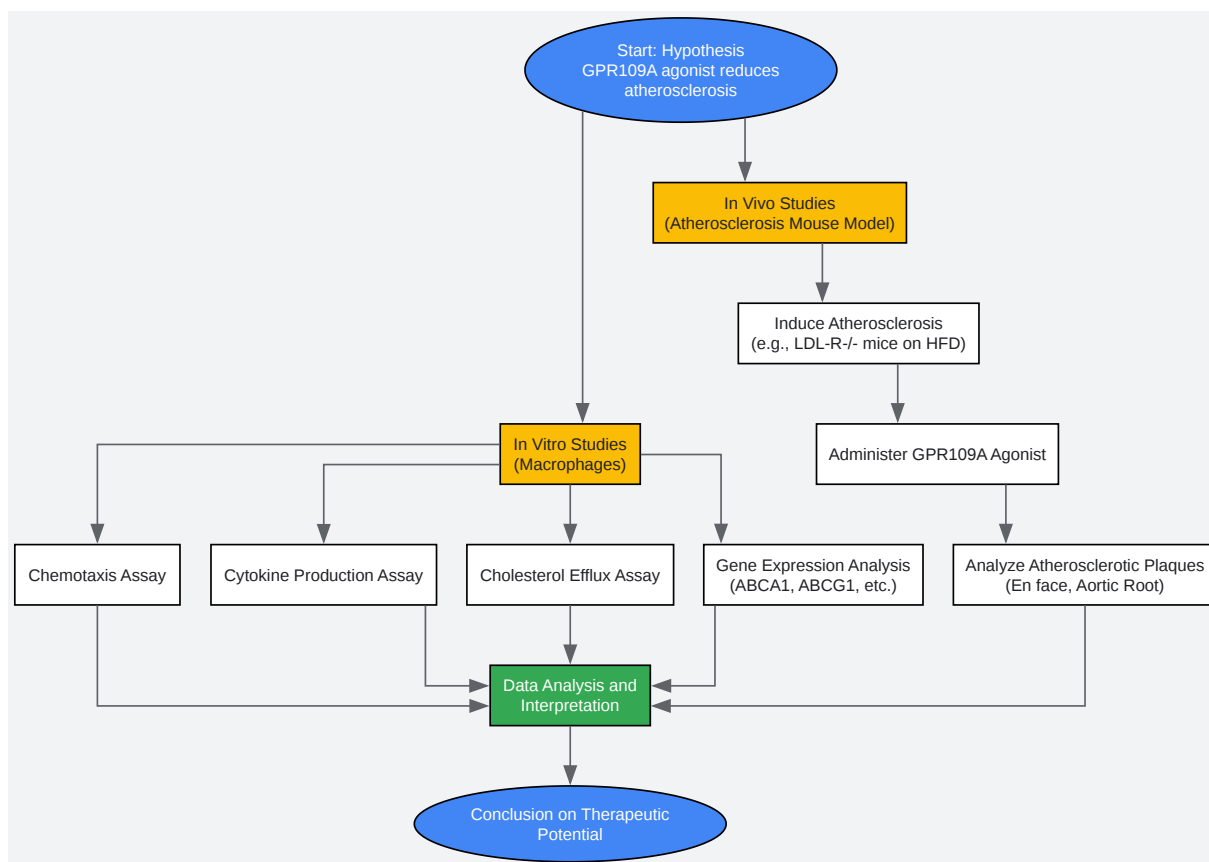 Start: Hypothesis
GPR109A agonist reduces
atherosclerosis
In Vivo Studies
(Atherosclerosis Mouse Model)
Induce Atherosclerosis
(e.g., LDL-R-/- mice on HFD)
In Vitro Studies
(Macrophages)
Administer GPR109A Agonist
Chemotaxis Assay
Cytokine Production Assay
Cholesterol Efflux Assay
Gene Expression Analysis
(ABCA1, ABCG1, etc.)
Analyze Atherosclerotic Plaques
(En face, Aortic Root)
Data Analysis and
Interpretation
Conclusion on Therapeutic
Potential